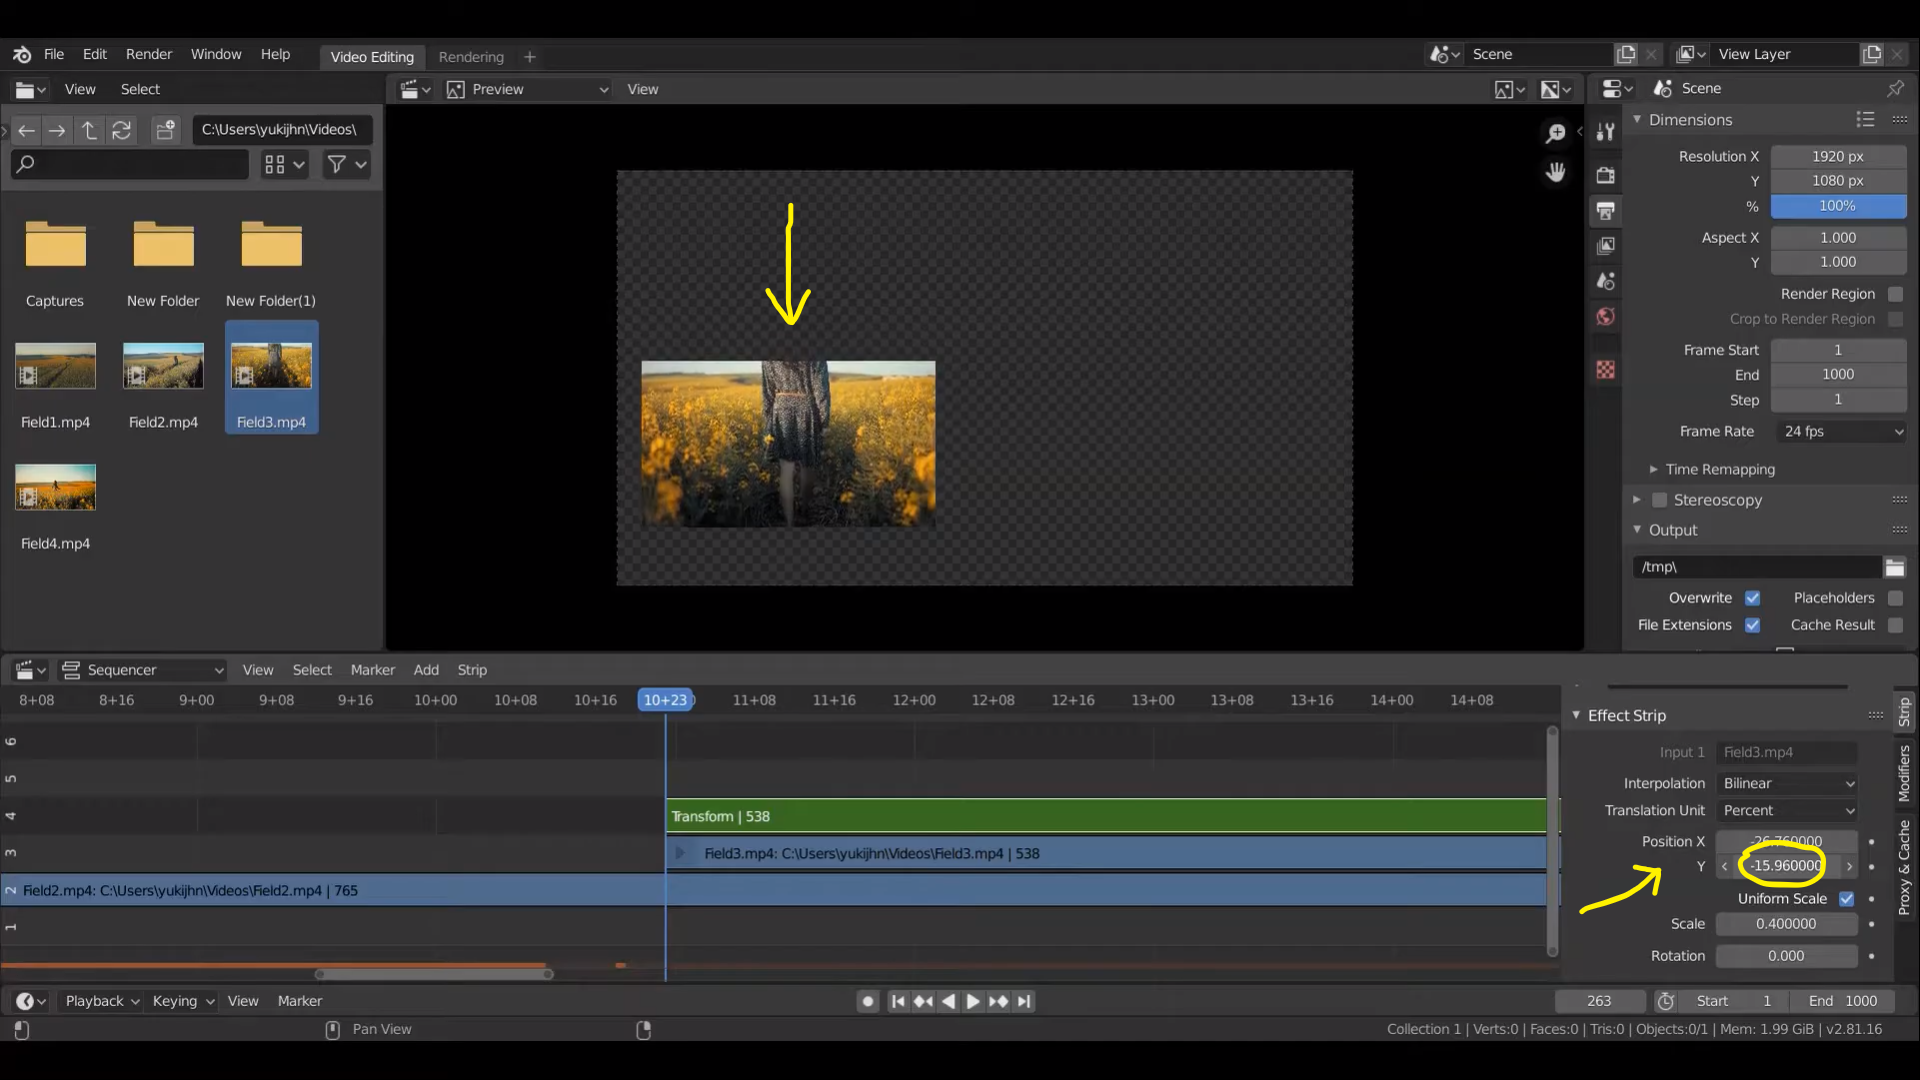 File Edit Render Window Help Video Editing Rendering + Scene View Layer
View Select Preview View Scene
C:\Users\yukijhn\Videos\
Captures New Folder New Folder(1)
Field1.mp4 Field2.mp4 Field3.mp4
Field4.mp4
Dimensions
Resolution X 1920 px
Y 1080 px
% 100%
Aspect X 1.000
Y 1.000
Render Region
Crop to Render Region
Frame Start 1
End 1000
Step 1
Frame Rate 24 fps
Time Remapping
Stereoscopy
Output
/tmp\
Overwrite Placeholders
File Extensions Cache Result
Sequencer View Select Marker Add Strip
8+08 8+16 9+00 9+08 9+16 10+00 10+08 10+16 10+23 11+08 11+16 12+00 12+08 12+16 13+00 13+08 13+16 14+00 14+08
6
5
4 Transform | 538
3 Field3.mp4: C:\Users\yukijhn\Videos\Field3.mp4 | 538
2 Field2.mp4: C:\Users\yukijhn\Videos\Field2.mp4 | 765
1
Effect Strip
Input 1 Field3.mp4
Interpolation Bilinear
Translation Unit Percent
Position X -26.760000
Y -15.960000
Uniform Scale
Scale 0.400000
Rotation 0.000
Strip
Modifiers
Proxy & Cache
Playback Keying View Marker 263 Start 1 End 1000
Pan View Collection 1 | Verts:0 | Faces:0 | Tris:0 | Objects:0/1 | Mem: 1.99 GiB | v2.81.16